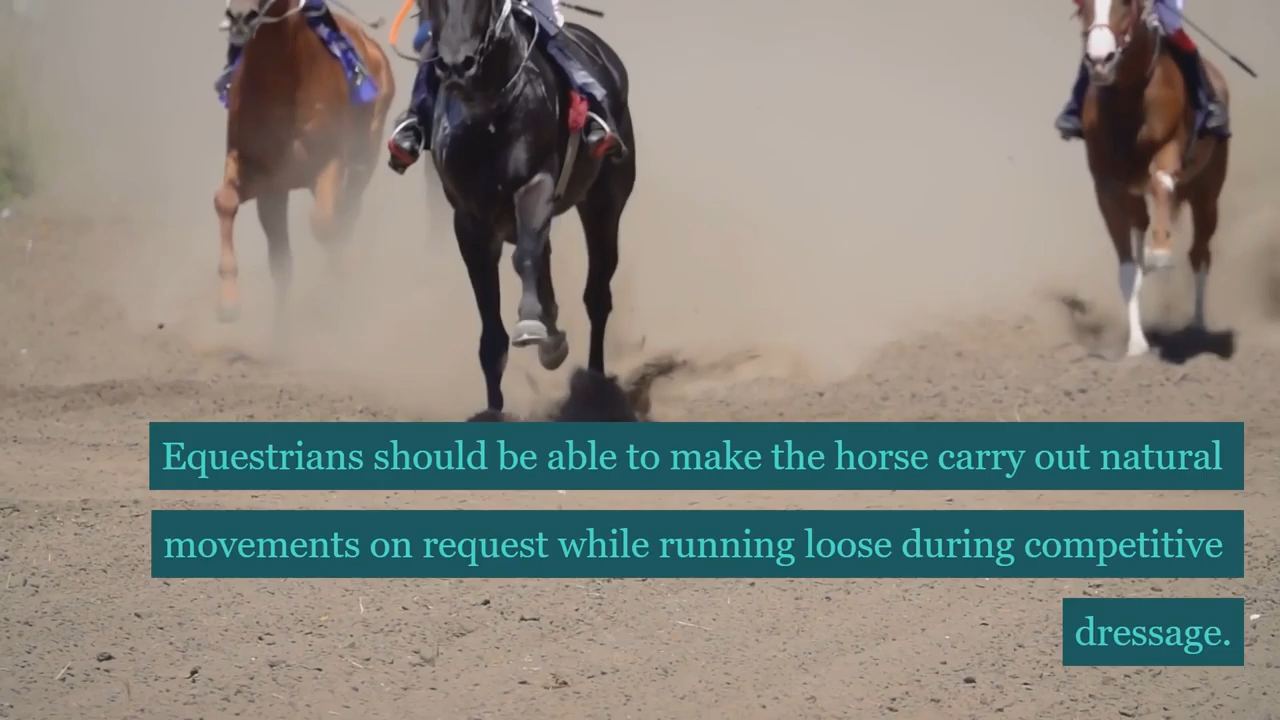 Equestrians should be able to make the horse carry out natural
movements on request while running loose during competitive
dressage.